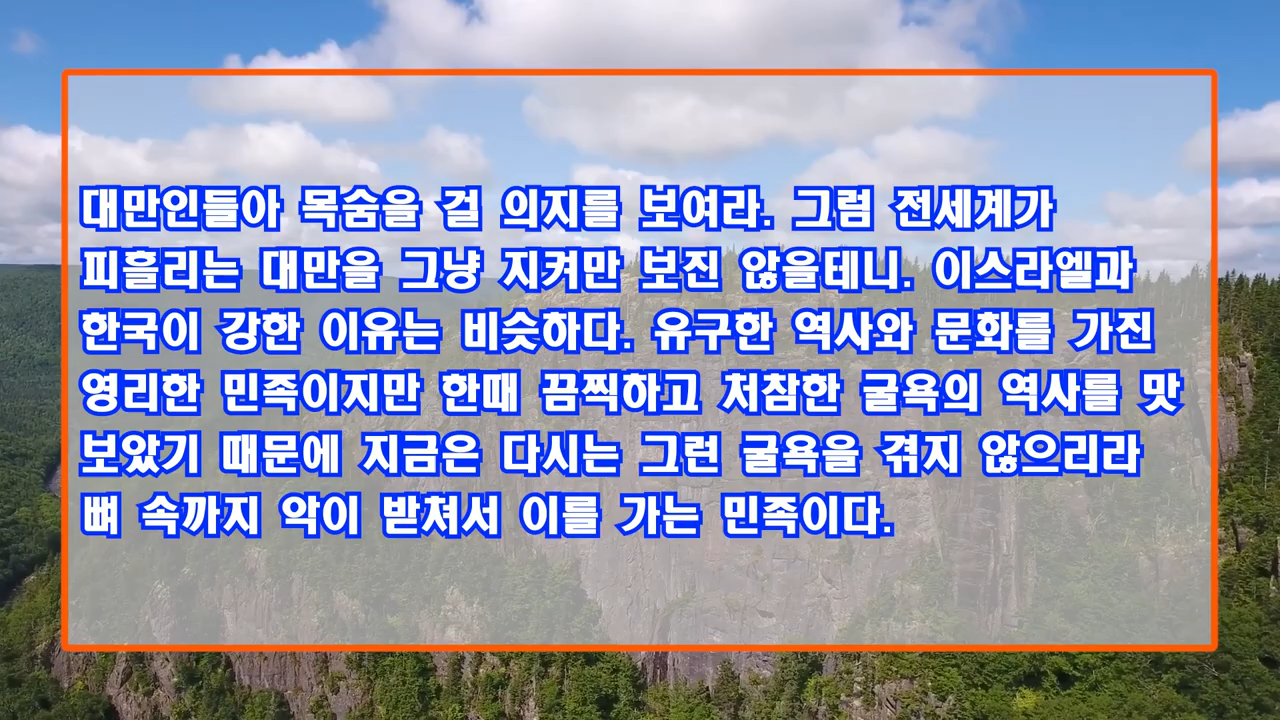 대만인들아 목숨을 걸 의지를 보여라. 그럼 전세계가
피흘리는 대만을 그냥 지켜만 보진 않을테니. 이스라엘과
한국이 강한 이유는 비슷하다. 유구한 역사와 문화를 가진
영리한 민족이지만 한때 끔찍하고 처참한 굴욕의 역사를 맛
보았기 때문에 지금은 다시는 그런 굴욕을 겪지 않으리라
뼈 속까지 악이 받쳐서 이를 가는 민족이다.